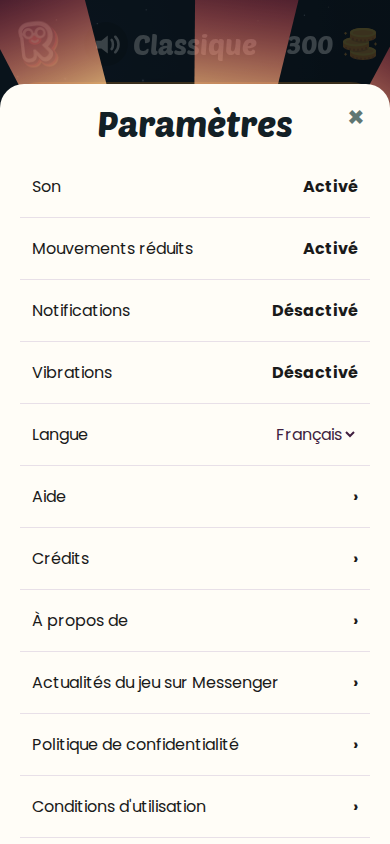 Classique
300
Paramètres
Son Activé
Mouvements réduits Activé
Notifications Désactivé
Vibrations Désactivé
Langue Français
Aide
Crédits
À propos de
Actualités du jeu sur Messenger
Politique de confidentialité
Conditions d'utilisation